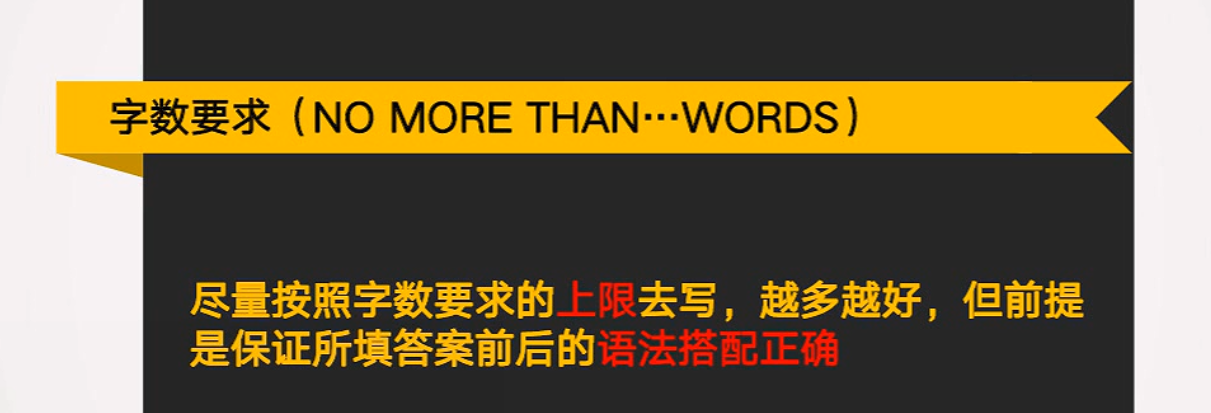 字数要求（NO MORE THAN…WORDS）
尽量按照字数要求的上限去写，越多越好，但前提
是保证所填答案前后的语法搭配正确